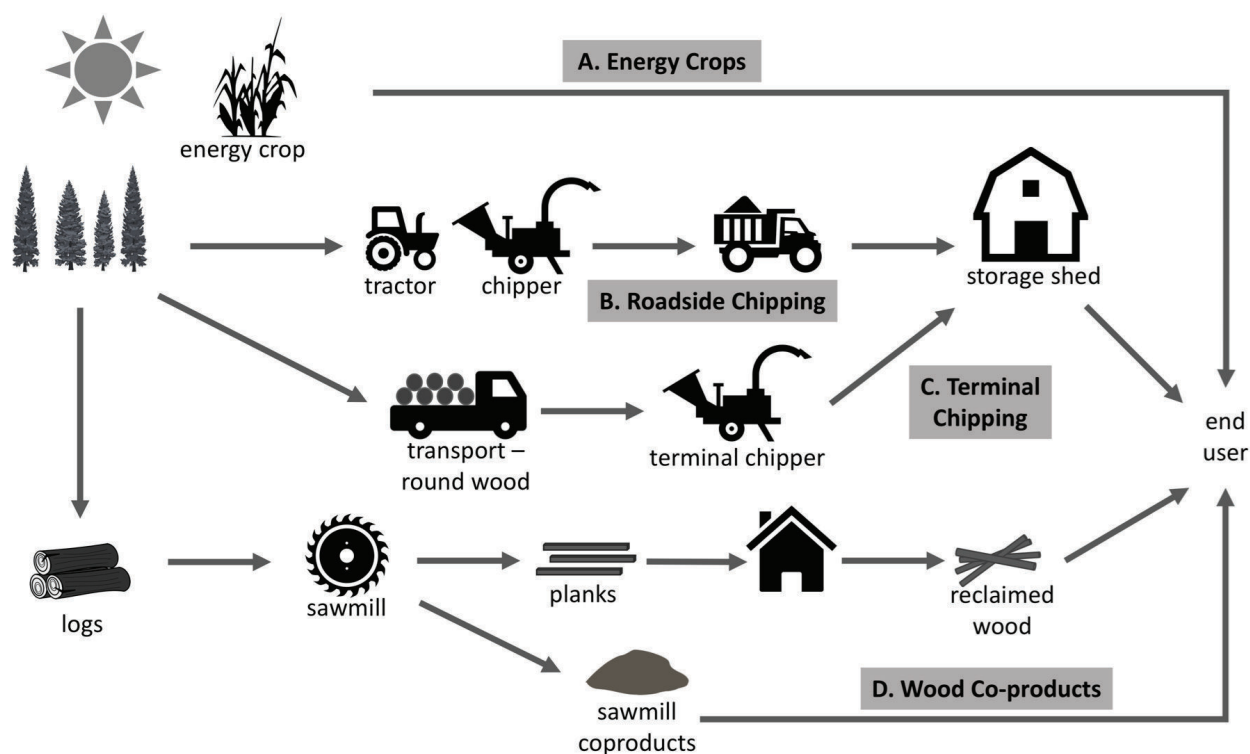 A. Energy Crops
energy crop
tractor
chipper
storage shed
B. Roadside Chipping
C. Terminal
Chipping
transport –
round wood
terminal chipper
end
user
logs
sawmill
planks
reclaimed
wood
D. Wood Co-products
sawmill
coproducts